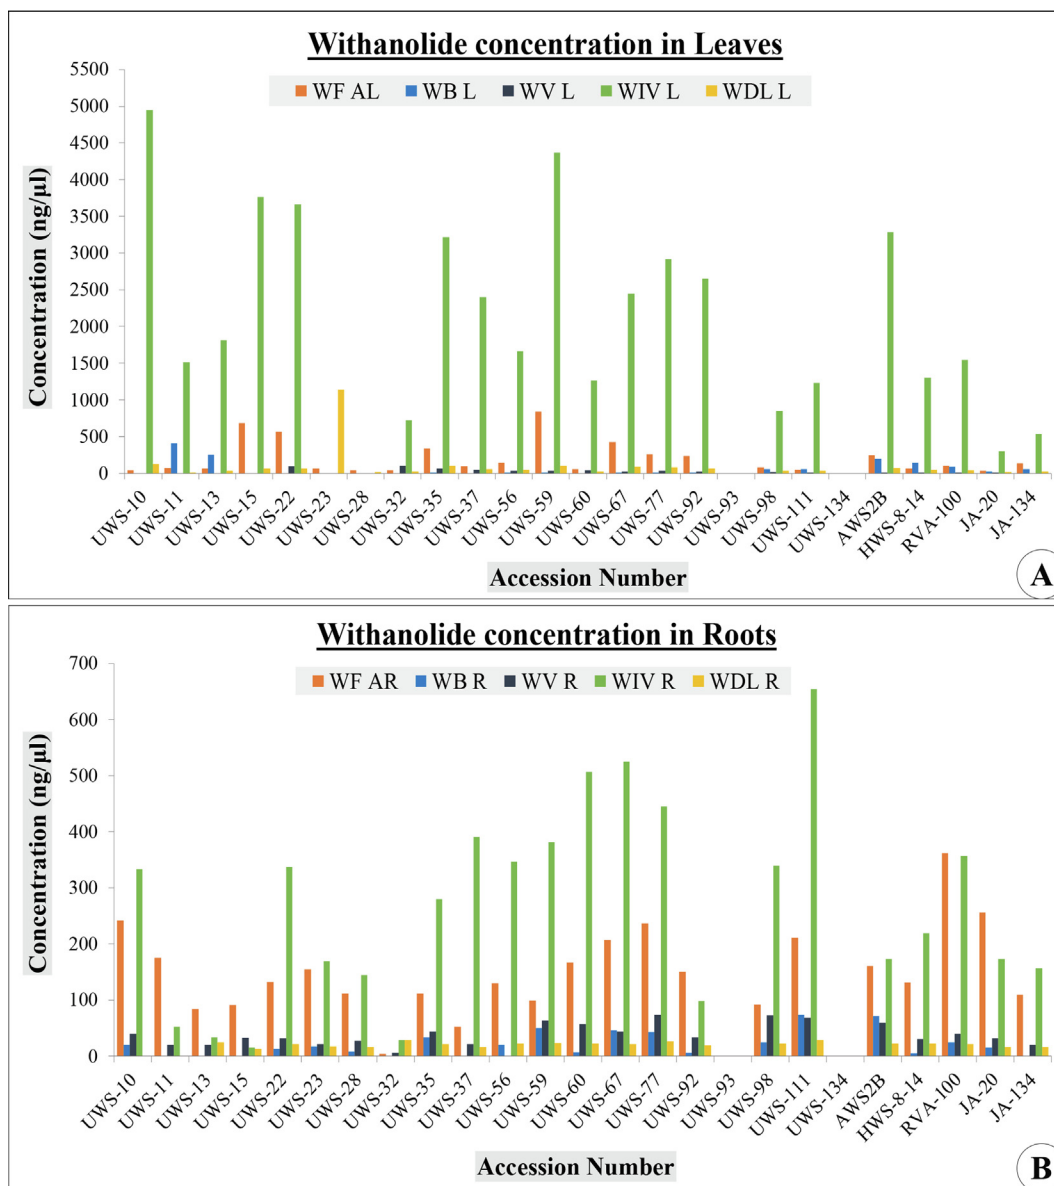 Withanolide concentration in Leaves
WF AL WB L WV L WIV L WDL L
5500
5000
4500
4000
3500
3000
2500
2000
1500
1000
500
0
Concentration (ng/µl)
UWS-10 UWS-11 UWS-13 UWS-15 UWS-22 UWS-23 UWS-28 UWS-32 UWS-35 UWS-37 UWS-56 UWS-59 UWS-60 UWS-67 UWS-77 UWS-92 UWS-93 UWS-98 UWS-111 UWS-134 AWS2B HWS-8-14 RVA-100 JA-20 JA-134
Accession Number
A
Withanolide concentration in Roots
WF AR WB R WV R WIV R WDL R
700
600
500
400
300
200
100
0
Concentration (ng/µl)
UWS-10 UWS-11 UWS-13 UWS-15 UWS-22 UWS-23 UWS-28 UWS-32 UWS-35 UWS-37 UWS-56 UWS-59 UWS-60 UWS-67 UWS-77 UWS-92 UWS-93 UWS-98 UWS-111 UWS-134 AWS2B HWS-8-14 RVA-100 JA-20 JA-134
Accession Number
B